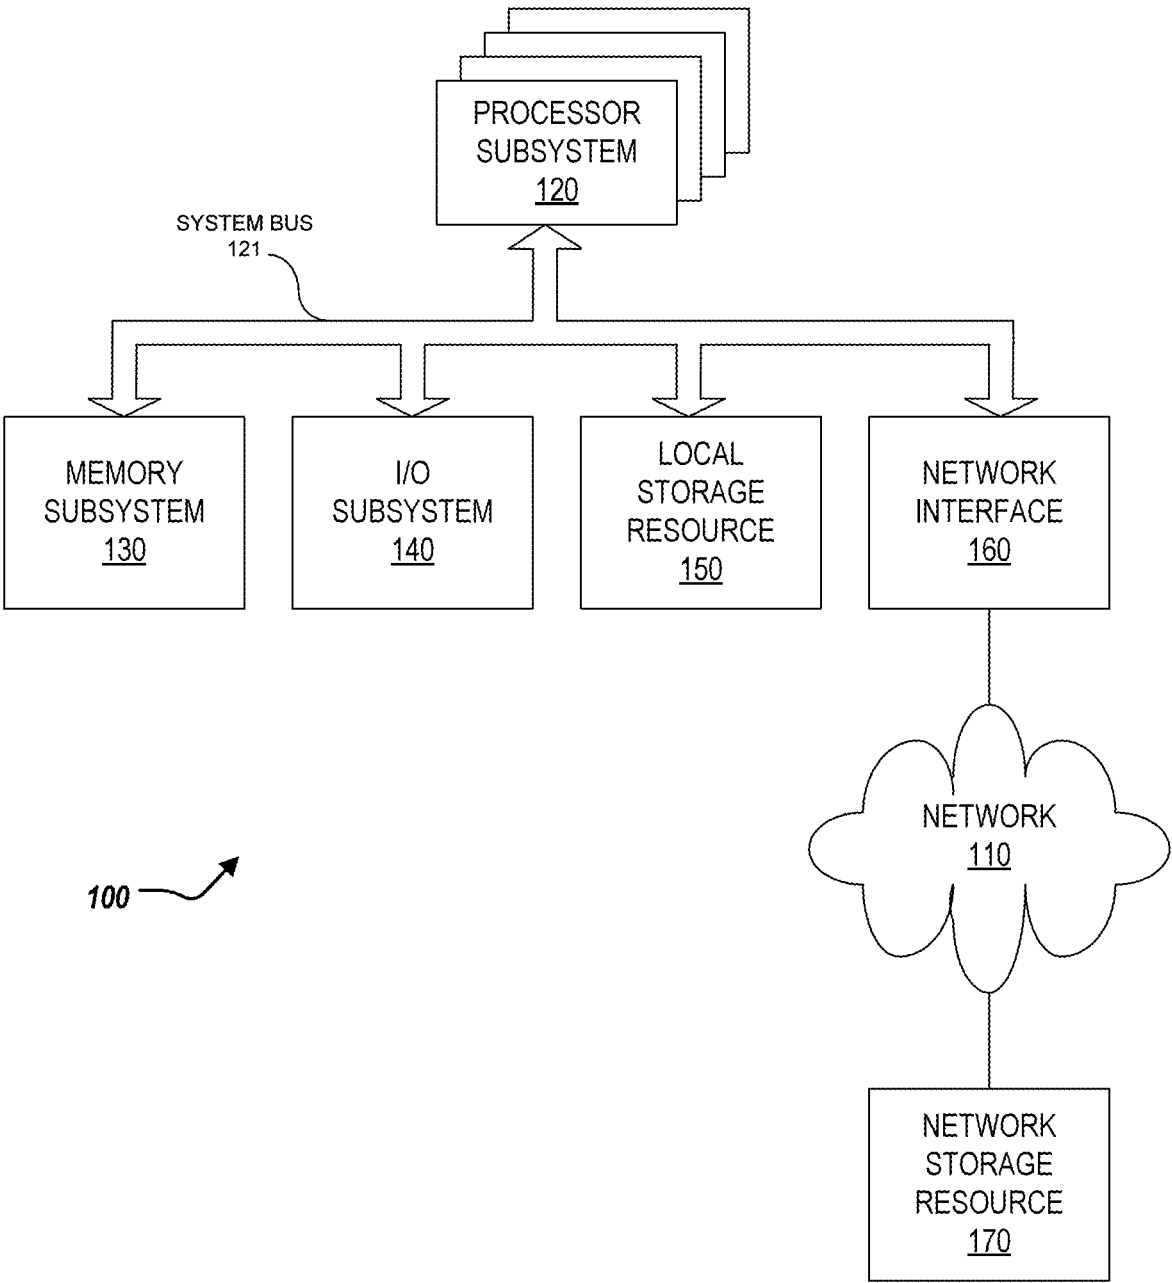 PROCESSOR
SUBSYSTEM
120
SYSTEM BUS
121
MEMORY
SUBSYSTEM
130
I/O
SUBSYSTEM
140
LOCAL
STORAGE
RESOURCE
150
NETWORK
INTERFACE
160
NETWORK
110
100
NETWORK
STORAGE
RESOURCE
170